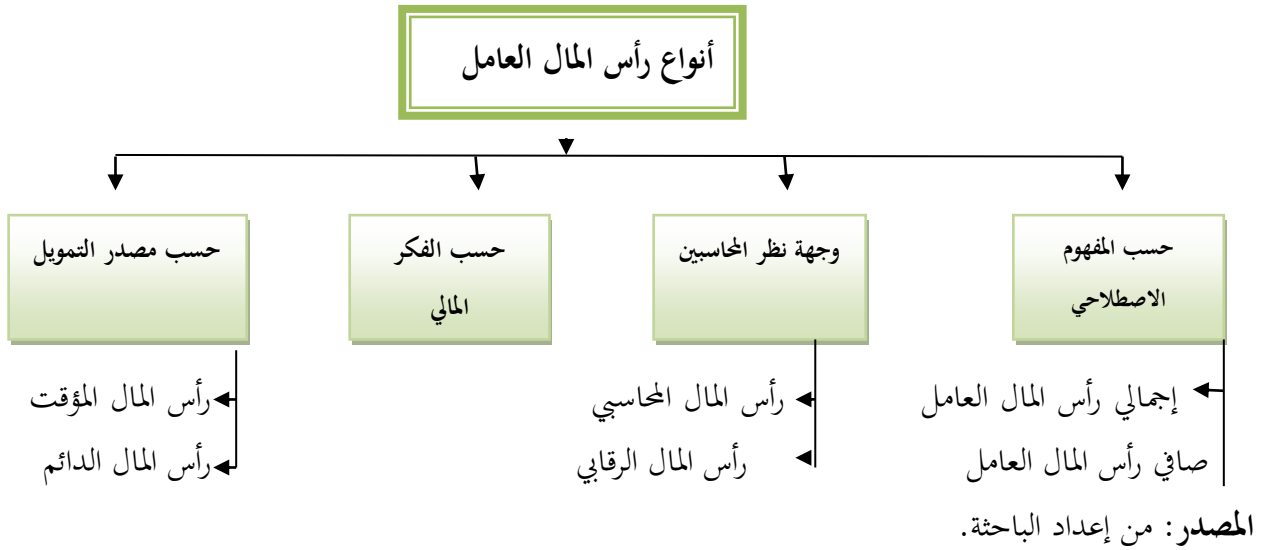 أنواع رأس المال العامل
حسب المفهوم
الاصطلاحي
وجهة نظر المحاسبين
حسب الفكر
المالي
حسب مصدر التمويل
إجمالي رأس المال العامل
صافي رأس المال العامل
رأس المال المحاسبي
رأس المال الرقابي
رأس المال المؤقت
رأس المال الدائم
المصدر: من إعداد الباحثة.